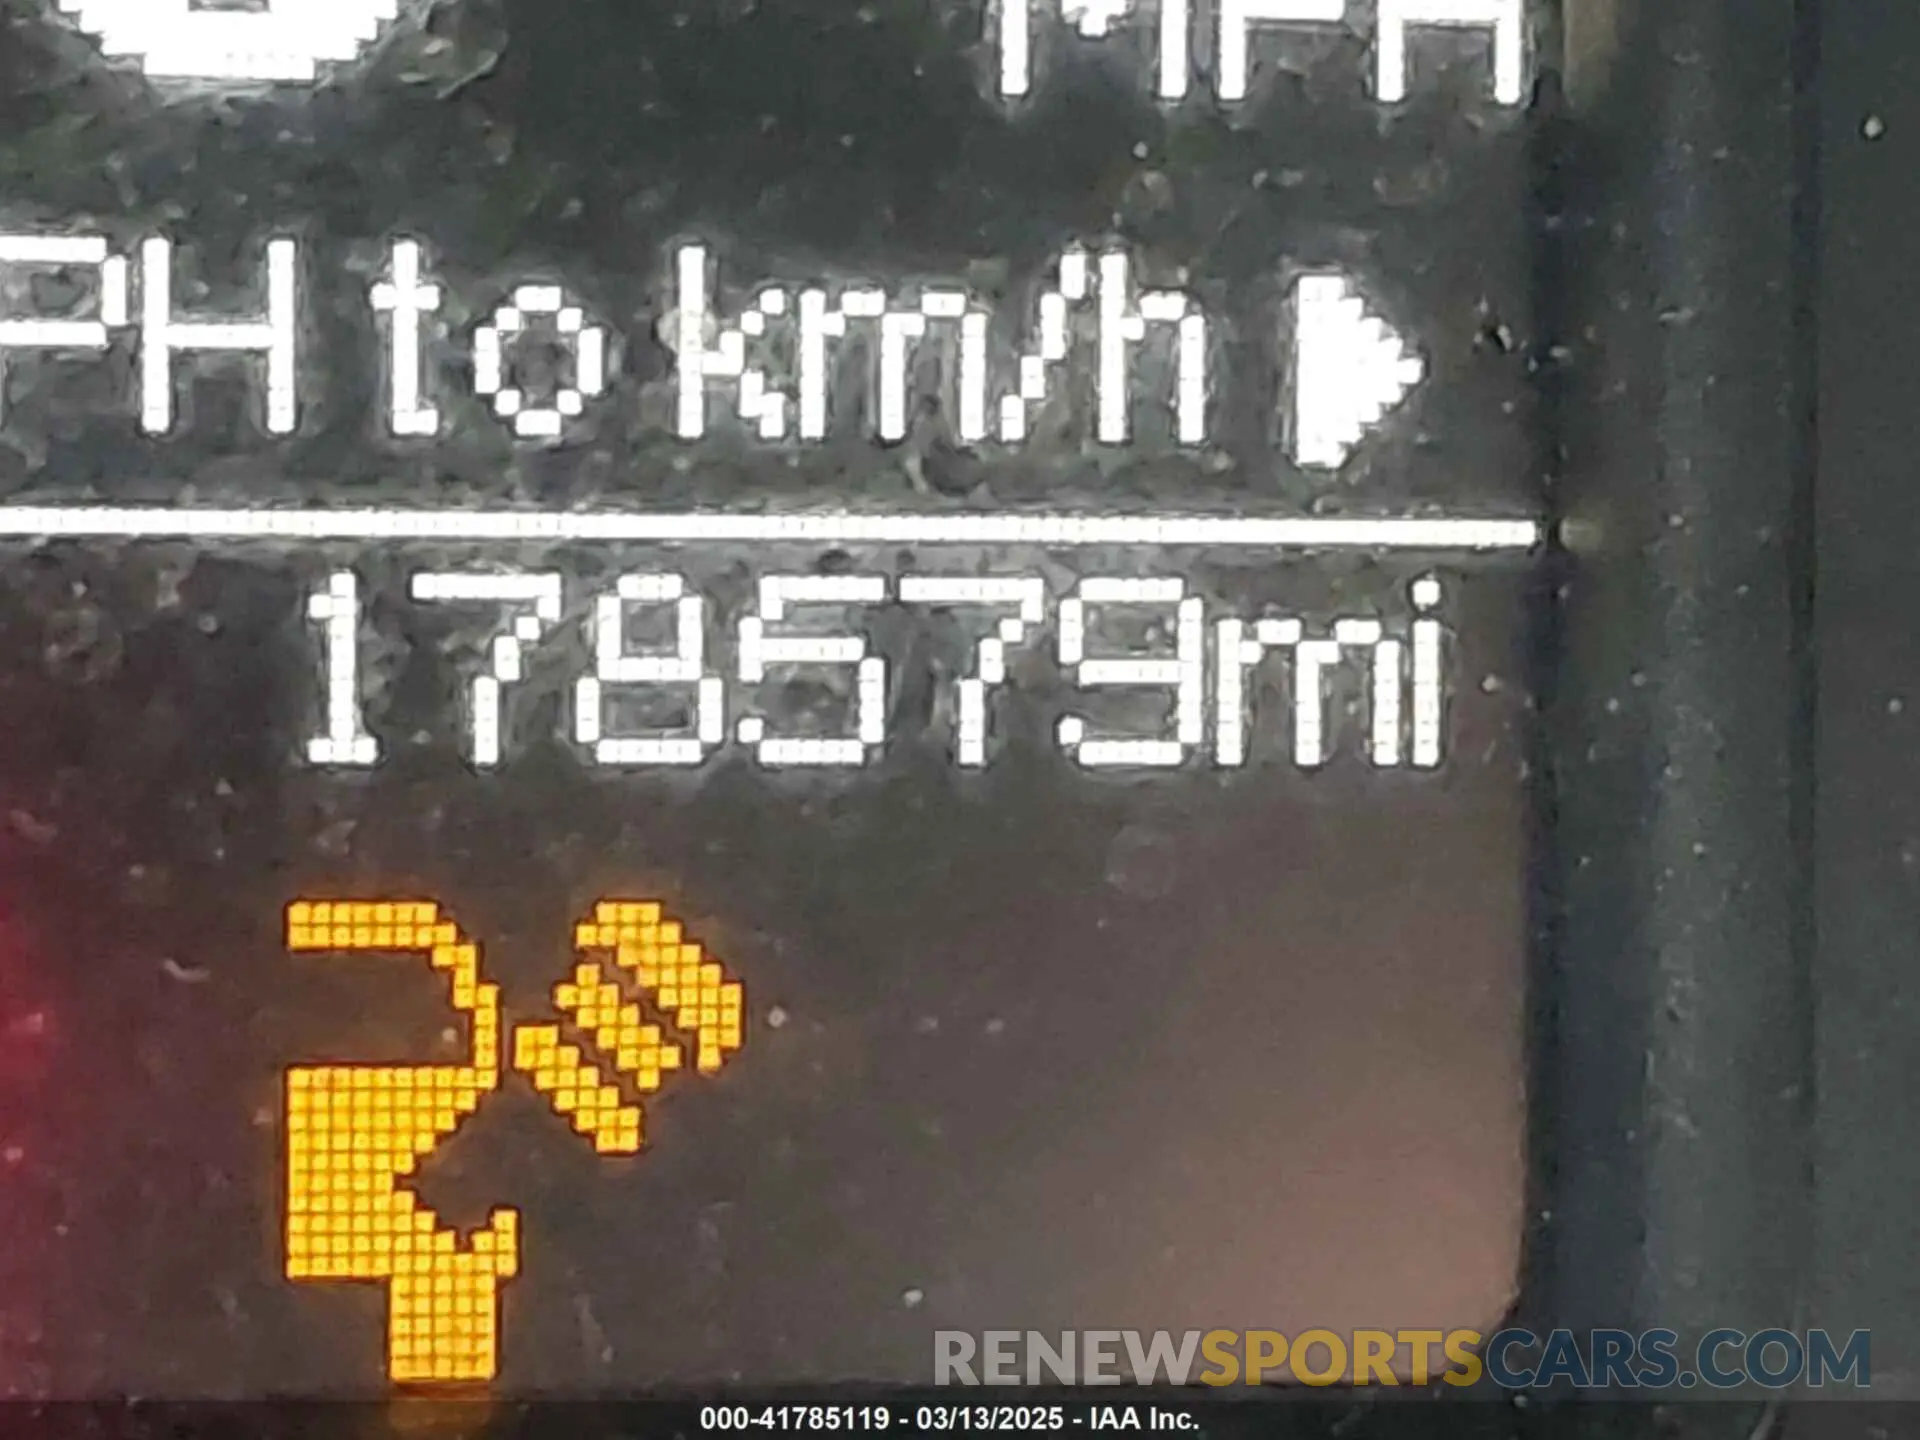 PH to km/h
178579mi
RENEWSPORTSCARS.COM
000-41785119 - 03/13/2025 - IAA Inc.